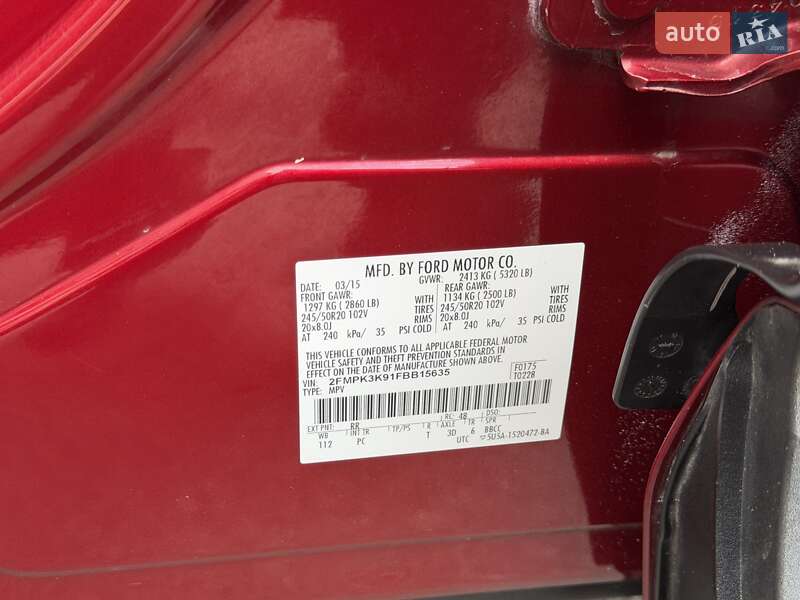 auto RIA .com
MFD. BY FORD MOTOR CO.
DATE: 03/15 GVWR: 2413 KG ( 5320 LB)
FRONT GAWR: REAR GAWR:
1297 KG ( 2860 LB) WITH 1134 KG ( 2500 LB) WITH
245/50R20 102V TIRES 245/50R20 102V TIRES
20x8.0J RIMS 20x8.0J RIMS
AT 240 kPa/ 35 PSI COLD AT 240 kPa/ 35 PSI COLD
THIS VEHICLE CONFORMS TO ALL APPLICABLE FEDERAL MOTOR
VEHICLE SAFETY AND THEFT PREVENTION STANDARDS IN
EFFECT ON THE DATE OF MANUFACTURE SHOWN ABOVE.
VIN: 2FMPK3K91FBB15635 F0175
TYPE: MPV T0228
EXT PNT: RR RC: 48 DSO:
WB INT TR TP/PS R AXLE TR SPR
112 PC T 3D 6 BBCC
UTC 5U5A-1520472-BA